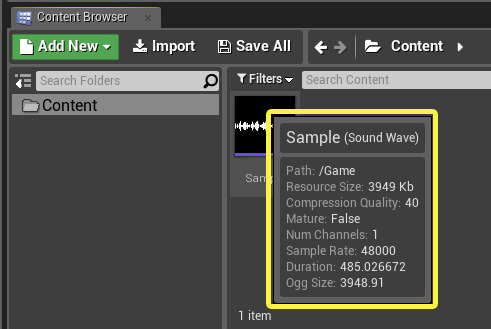 Content Browser
Add New Import Save All Content
Search Folders
Filters Search Content
Content
Sample (Sound Wave)
Path: /Game
Sam
Resource Size: 3949 Kb
Compression Quality: 40
Mature: False
Num Channels: 1
Sample Rate: 48000
Duration: 485.026672
Ogg Size: 3948.91
1 item